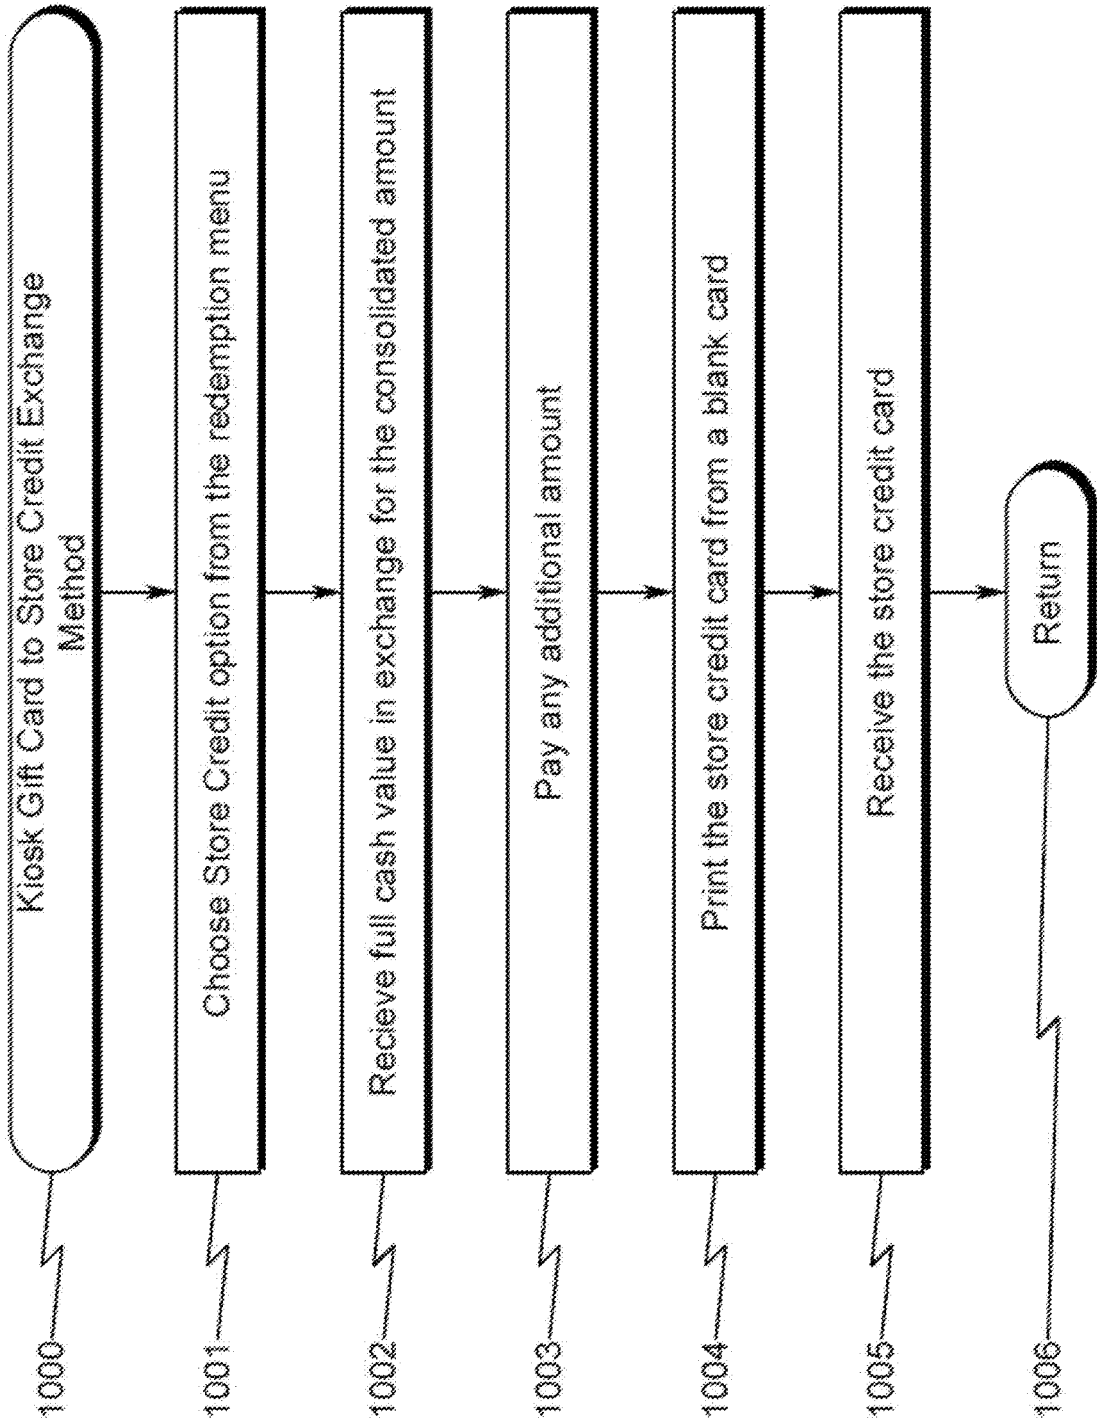 1000
Kiosk Gift Card to Store Credit Exchange
Method
1001
Choose Store Credit option from the redemption menu
1002
Recieve full cash value in exchange for the consolidated amount
1003
Pay any additional amount
1004
Print the store credit card from a blank card
1005
Receive the store credit card
1006
Return